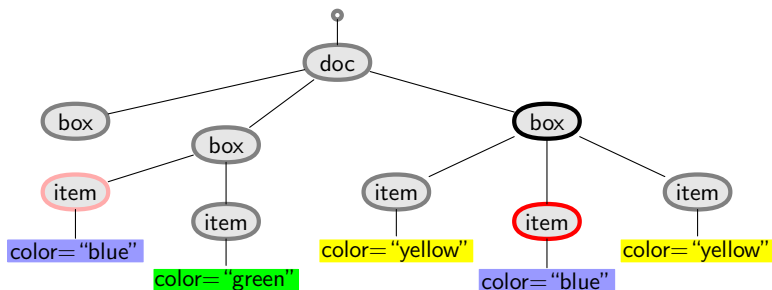 doc
box
box
box
item
item
item
item
item
color=“blue”
color=“green”
color=“yellow”
color=“blue”
color=“yellow”